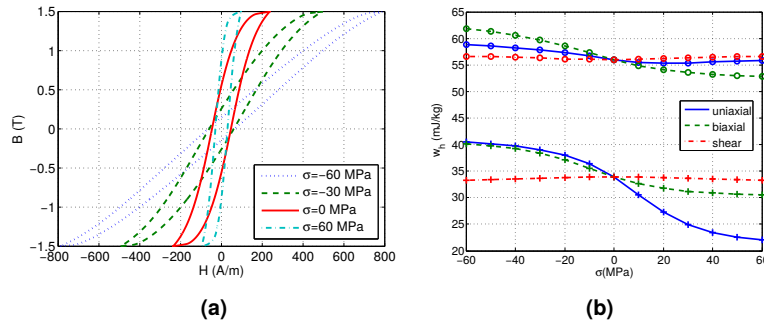 1.5
1
0.5
0
−0.5
−1
−1.5
B (T)
−800 −600 −400 −200 0 200 400 600 800
H (A/m)
σ=−60 MPa
σ=−30 MPa
σ=0 MPa
σ=60 MPa
(a)
65
60
55
50
45
40
35
30
25
20
w_h (mJ/kg)
−60 −40 −20 0 20 40 60
σ(MPa)
uniaxial
biaxial
shear
(b)